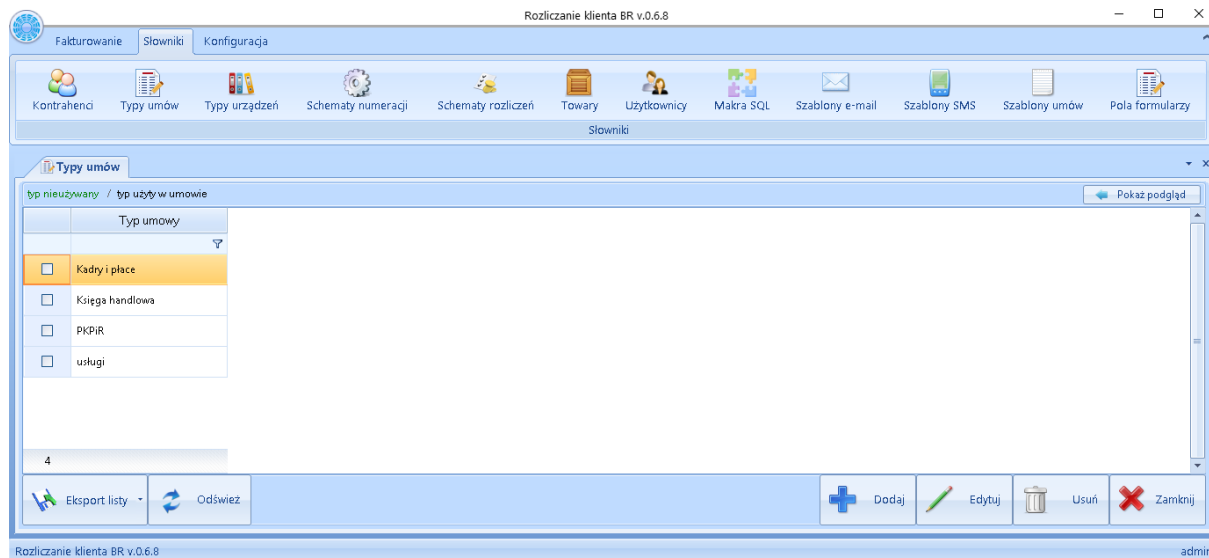 Rozliczanie klienta BR v.0.6.8
Fakturowanie Słowniki Konfiguracja
Kontrahenci Typy umów Typy urządzeń Schematy numeracji Schematy rozliczeń Towary Użytkownicy Makra SQL Szablony e-mail Szablony SMS Szablony umów Pola formularzy
Słowniki
Typy umów
typ nieużywany / typ użyty w umowie Pokaż podgląd
Typ umowy
Kadry i płace
Księga handlowa
PKPiR
usługi
4
Eksport listy Odśwież Dodaj Edytuj Usuń Zamknij
Rozliczanie klienta BR v.0.6.8 admin